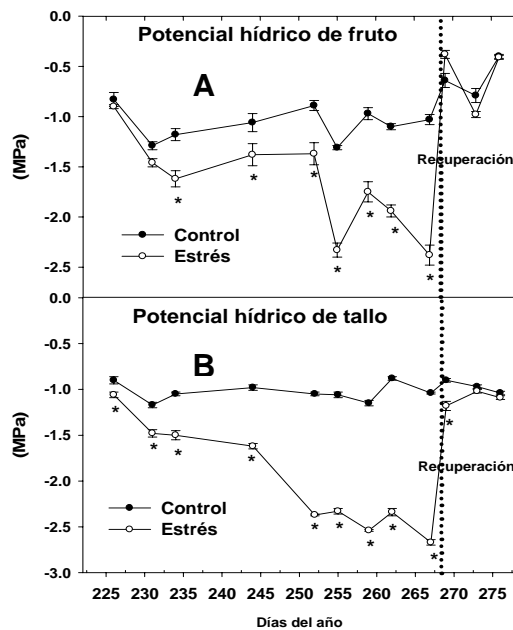 0.0
Potencial hídrico de fruto
-0.5
A
-1.0
(MPa)
-1.5
Recuperación
* * * * * * *
-2.0
Control
Estrés
-2.5
0.0
Potencial hídrico de tallo
-0.5
B
-1.0
(MPa)
-1.5
* * * * * * * * * *
-2.0
Recuperación
Control
-2.5
Estrés
-3.0
225 230 235 240 245 250 255 260 265 270 275
Días del año